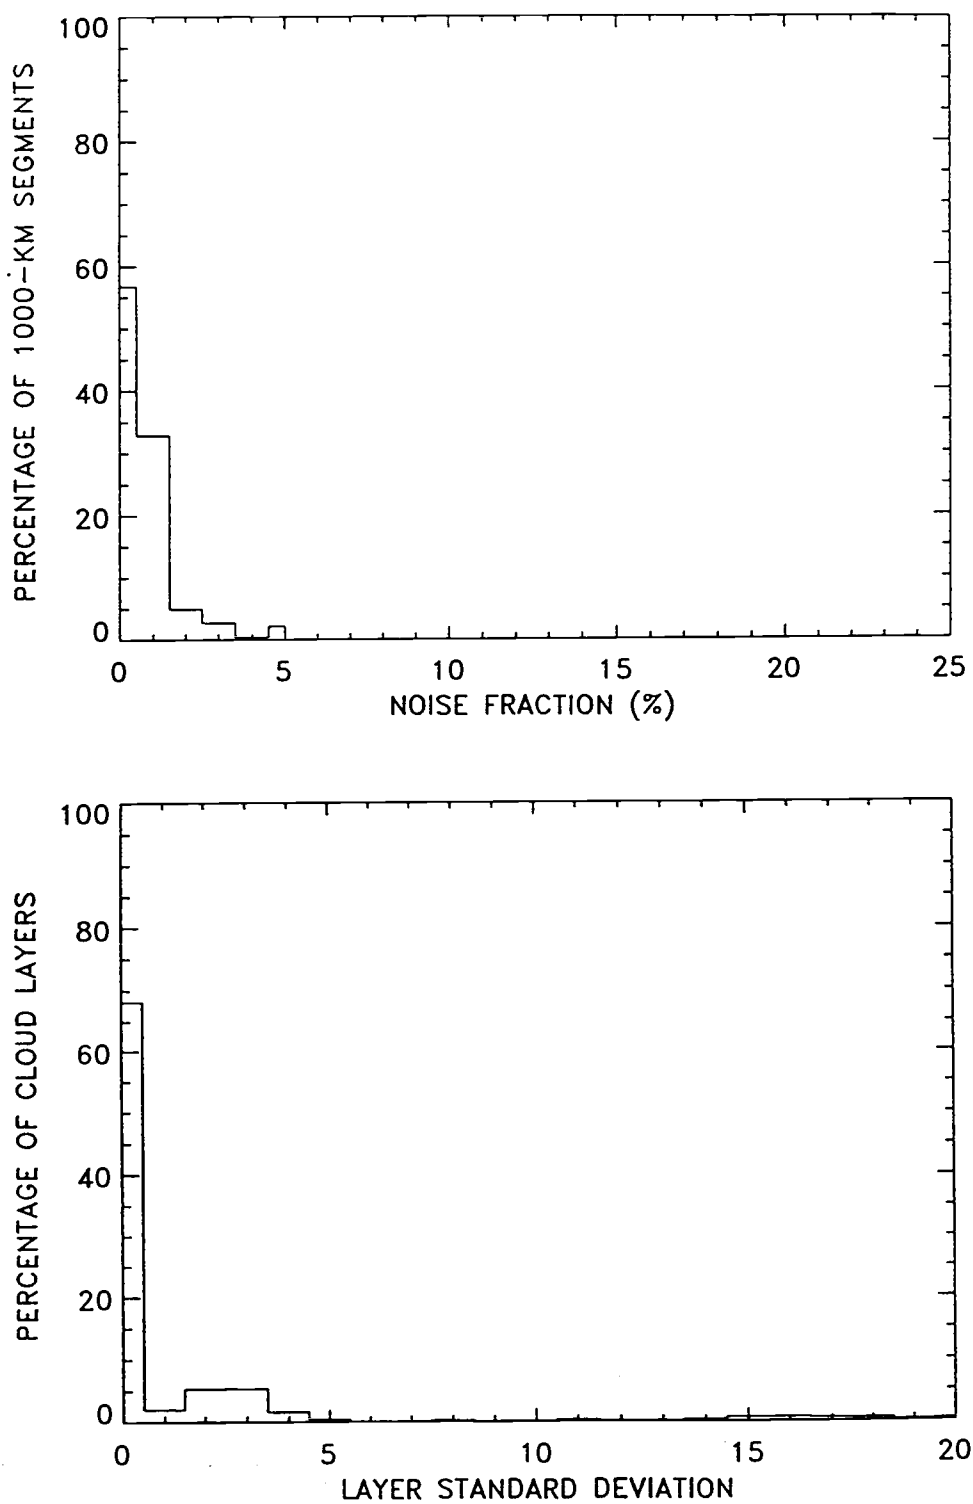 PERCENTAGE OF 1000-KM SEGMENTS
100
80
60
40
20
0
0 5 10 15 20 25
NOISE FRACTION (%)
PERCENTAGE OF CLOUD LAYERS
100
80
60
40
20
0
0 5 10 15 20
LAYER STANDARD DEVIATION